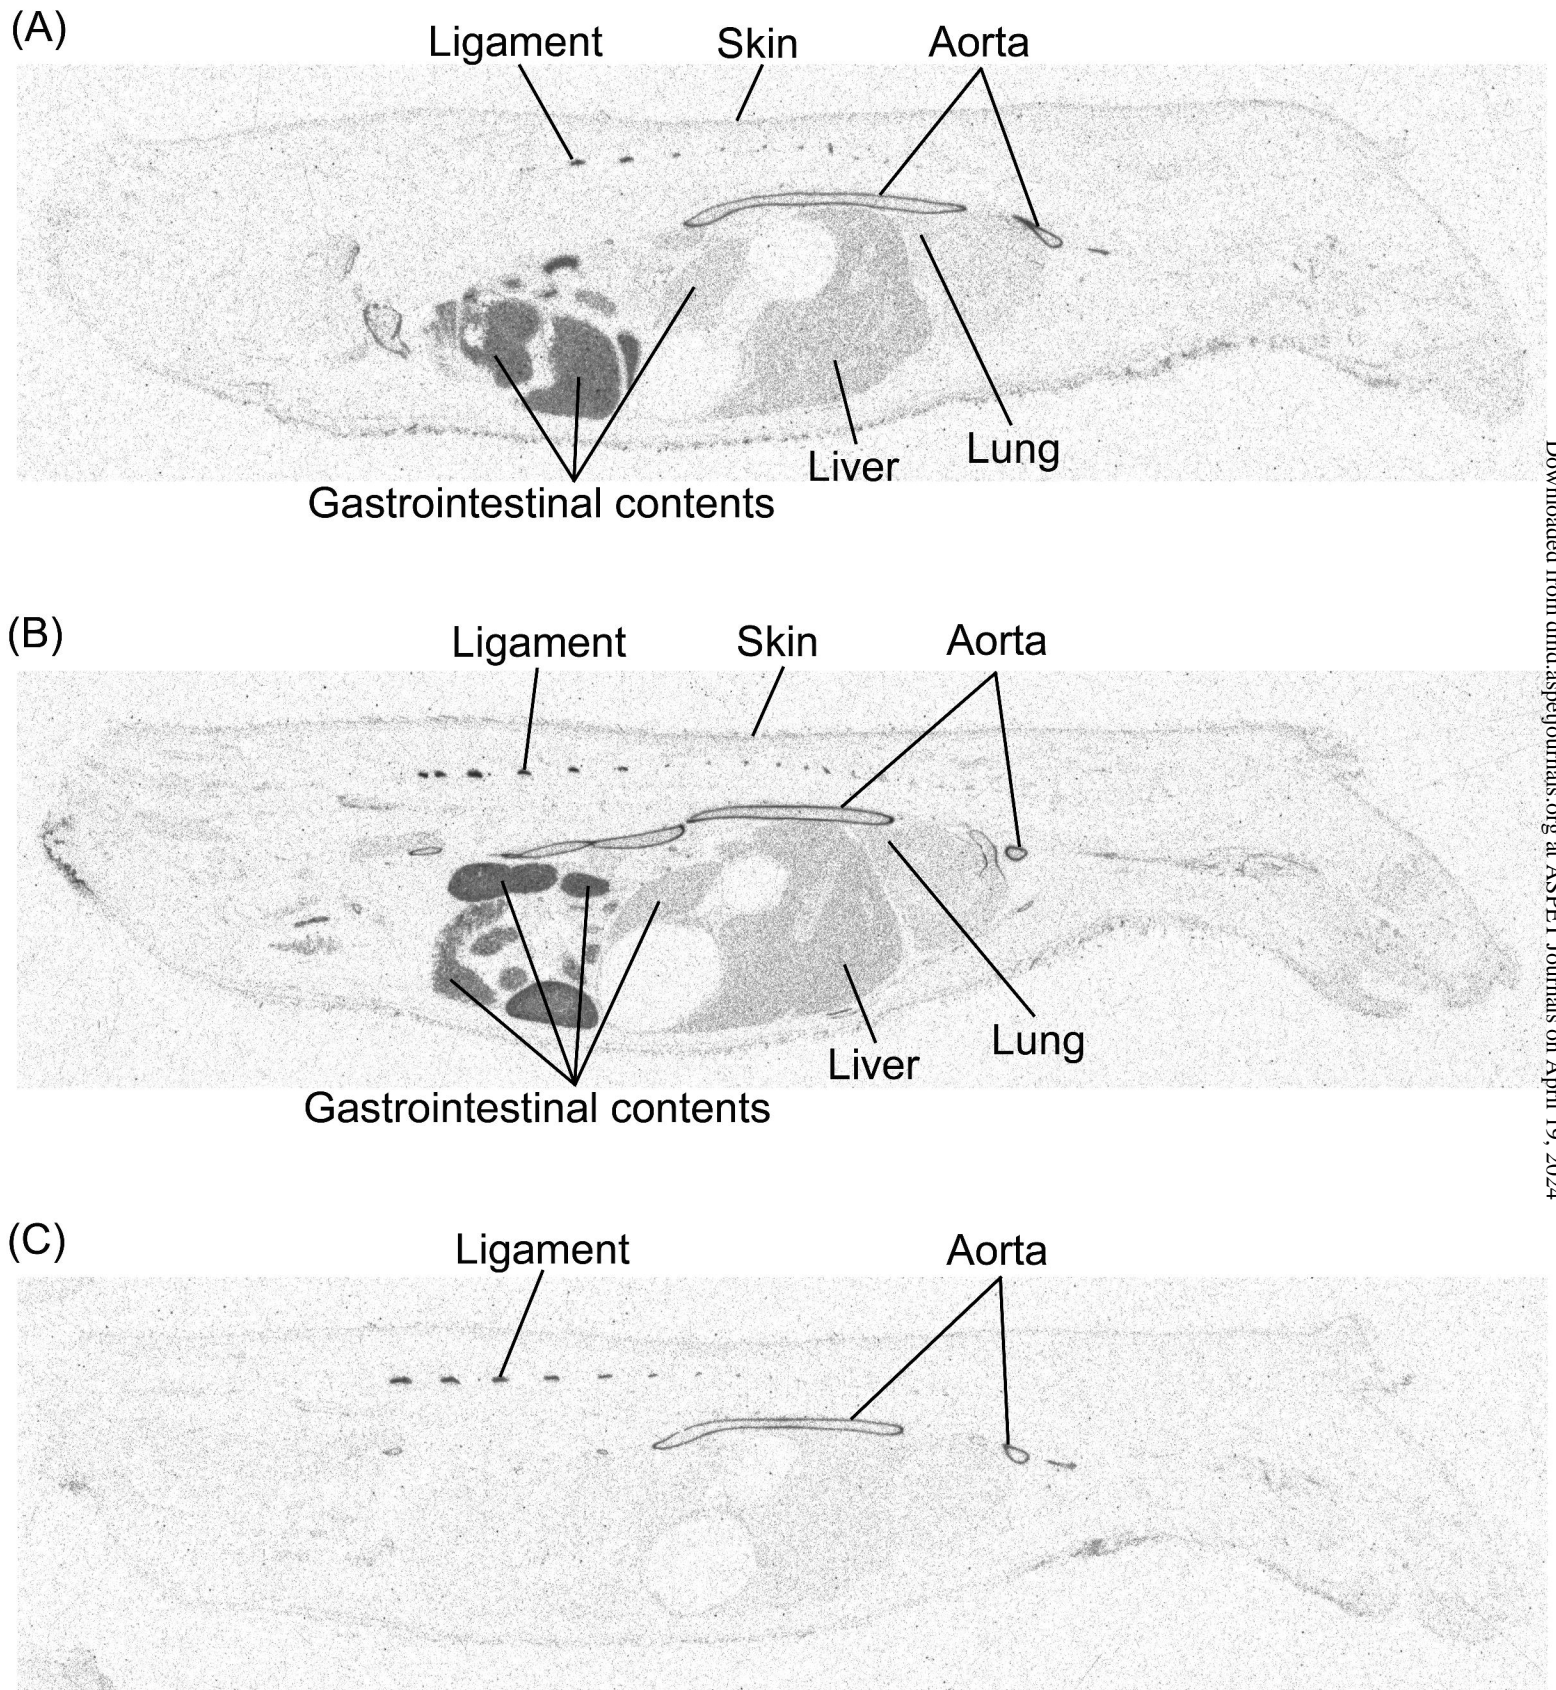 (A)
Ligament
Skin
Aorta
Liver
Lung
Gastrointestinal contents
(B)
Ligament
Skin
Aorta
Lung
Liver
Gastrointestinal contents
(C)
Ligament
Aorta
Downloaded from dmd.aspetjournals.org at ASPET Journals on April 19, 2024